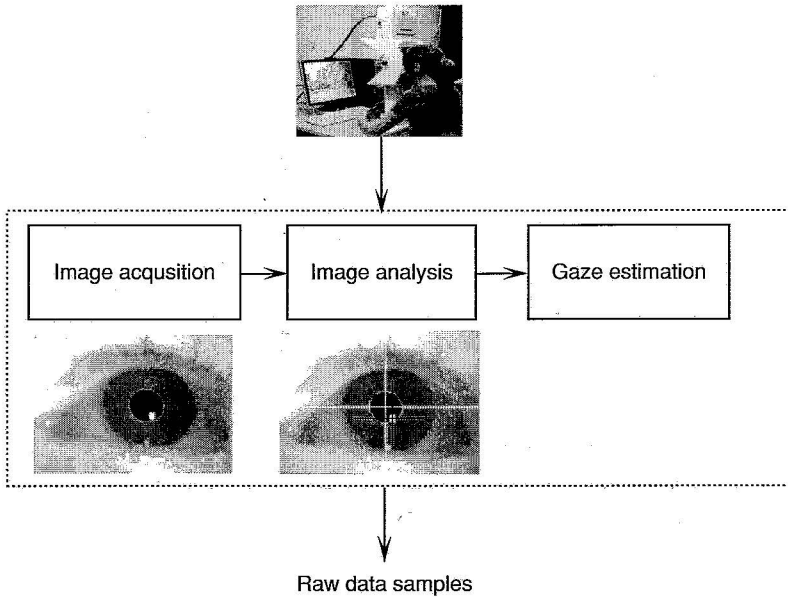 Image acqusition
Image analysis
Gaze estimation
Raw data samples